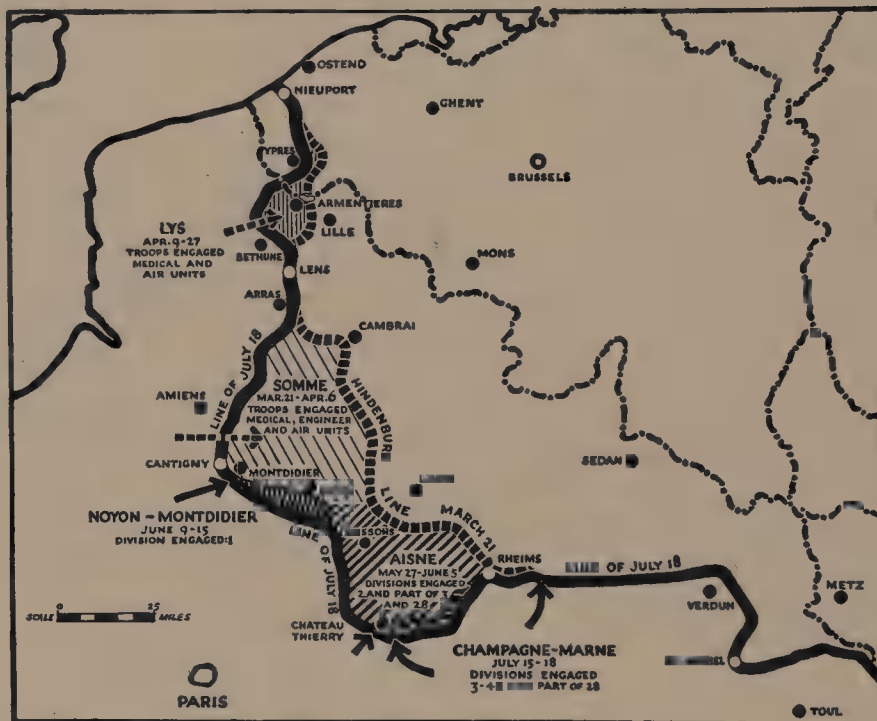 OSTEND
NIEUPORT
GHENT
YPRES
BRUSSELS
ARMENTIERES
LILLE
LYS
APR. 9-27
TROOPS ENGAGED
MEDICAL AND
AIR UNITS
BETHUNE
MONS
LENS
ARRAS
CAMBRAI
LINE OF JULY 18
SOMME
MAR. 21-APR. 6
TROOPS ENGAGED
MEDICAL, ENGINEER
AND AIR UNITS
AMIENS
LINE
MARCH 21
SEDAN
CANTIGNY
MONTDIDIER
NOYON-MONTDIDIER
JUNE 9-15
DIVISION ENGAGED:1
LINE OF JULY 18
AISNE
MAY 27-JUNE 5
DIVISIONS ENGAGED
2 AND PART OF 3
AND 28
RHEIMS
OF JULY 18
VERDUN
METZ
SCALE 0 25 MILES
CHATEAU
THIERRY
CHAMPAGNE-MARNE
JULY 15-18
DIVISIONS ENGAGED
3-4
PART OF 28
PARIS
TOUL